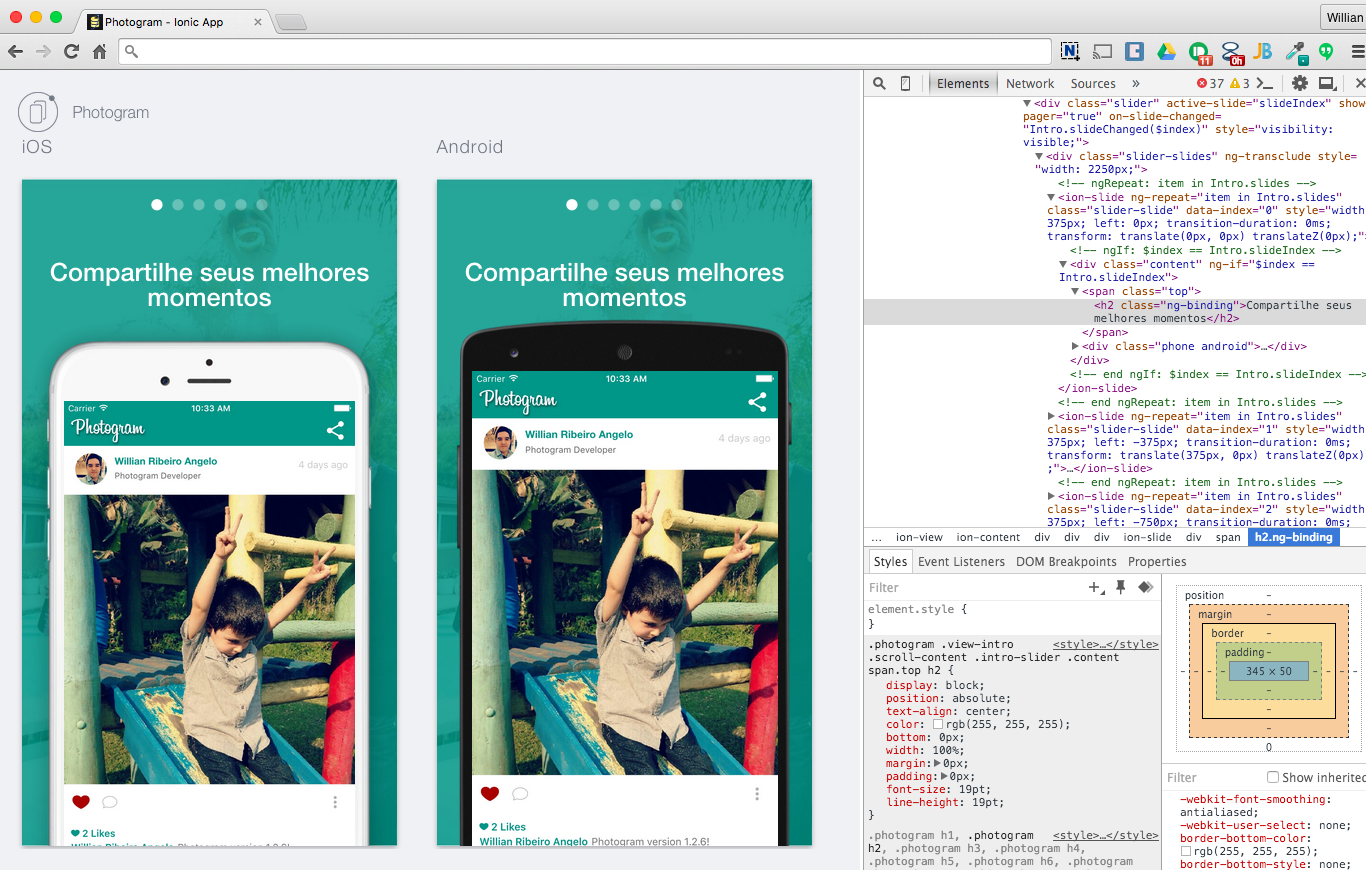 Photogram - Ionic App
Willian
11
0h
Photogram
iOS
Android
Compartilhe seus melhores
momentos
Carrier
10:33 AM
Photogram
Willian Ribeiro Angelo
Photogram Developer
4 days ago
2 Likes
Compartilhe seus melhores
momentos
Carrier
10:33 AM
Photogram
Willian Ribeiro Angelo
Photogram Developer
4 days ago
2 Likes
Willian Ribeiro Angelo Photogram version 1.2.6!
Elements Network Sources » 37 3
▼<div class="slider" active-slide="slideIndex" show
pager="true" on-slide-changed=
"Intro.slideChanged($index)" style="visibility:
visible;">
▼<div class="slider-slides" ng-transclude style=
"width: 2250px;">
<!-- ngRepeat: item in Intro.slides -->
▼<ion-slide ng-repeat="item in Intro.slides"
class="slider-slide" data-index="0" style="width
375px; left: 0px; transition-duration: 0ms;
transform: translate(0px, 0px) translateZ(0px);"
<!-- ngIf: $index == Intro.slideIndex -->
▼<div class="content" ng-if="$index ==
Intro.slideIndex">
▼<span class="top">
<h2 class="ng-binding">Compartilhe seus
melhores momentos</h2>
</span>
▶<div class="phone android">…</div>
</div>
<!-- end ngIf: $index == Intro.slideIndex -->
</ion-slide>
<!-- end ngRepeat: item in Intro.slides -->
▶<ion-slide ng-repeat="item in Intro.slides"
class="slider-slide" data-index="1" style="width
375px; left: -375px; transition-duration: 0ms;
transform: translate(375px, 0px) translateZ(0px)
;">…</ion-slide>
<!-- end ngRepeat: item in Intro.slides -->
▶<ion-slide ng-repeat="item in Intro.slides"
class="slider-slide" data-index="2" style="width
375px; left: -750px; transition-duration: 0ms;
... ion-view ion-content div div div ion-slide div span h2.ng-binding
Styles Event Listeners DOM Breakpoints Properties
Filter
element.style {
}
.photogram .view-intro <style>…</style>
.scroll-content .intro-slider .content
span.top h2 {
display: block;
position: absolute;
text-align: center;
color: rgb(255, 255, 255);
bottom: 0px;
width: 100%;
margin:▶0px;
padding:▶0px;
font-size: 19pt;
line-height: 19pt;
}
.photogram h1, .photogram <style>…</style>
h2, .photogram h3, .photogram h4,
.photogram h5, .photogram h6, .photogram
position -
margin -
border -
padding -
345 × 50
0
Filter Show inherited
-webkit-font-smoothing:
antialiased;
-webkit-user-select: none;
border-bottom-color:
rgb(255, 255, 255);
border-bottom-style: none;